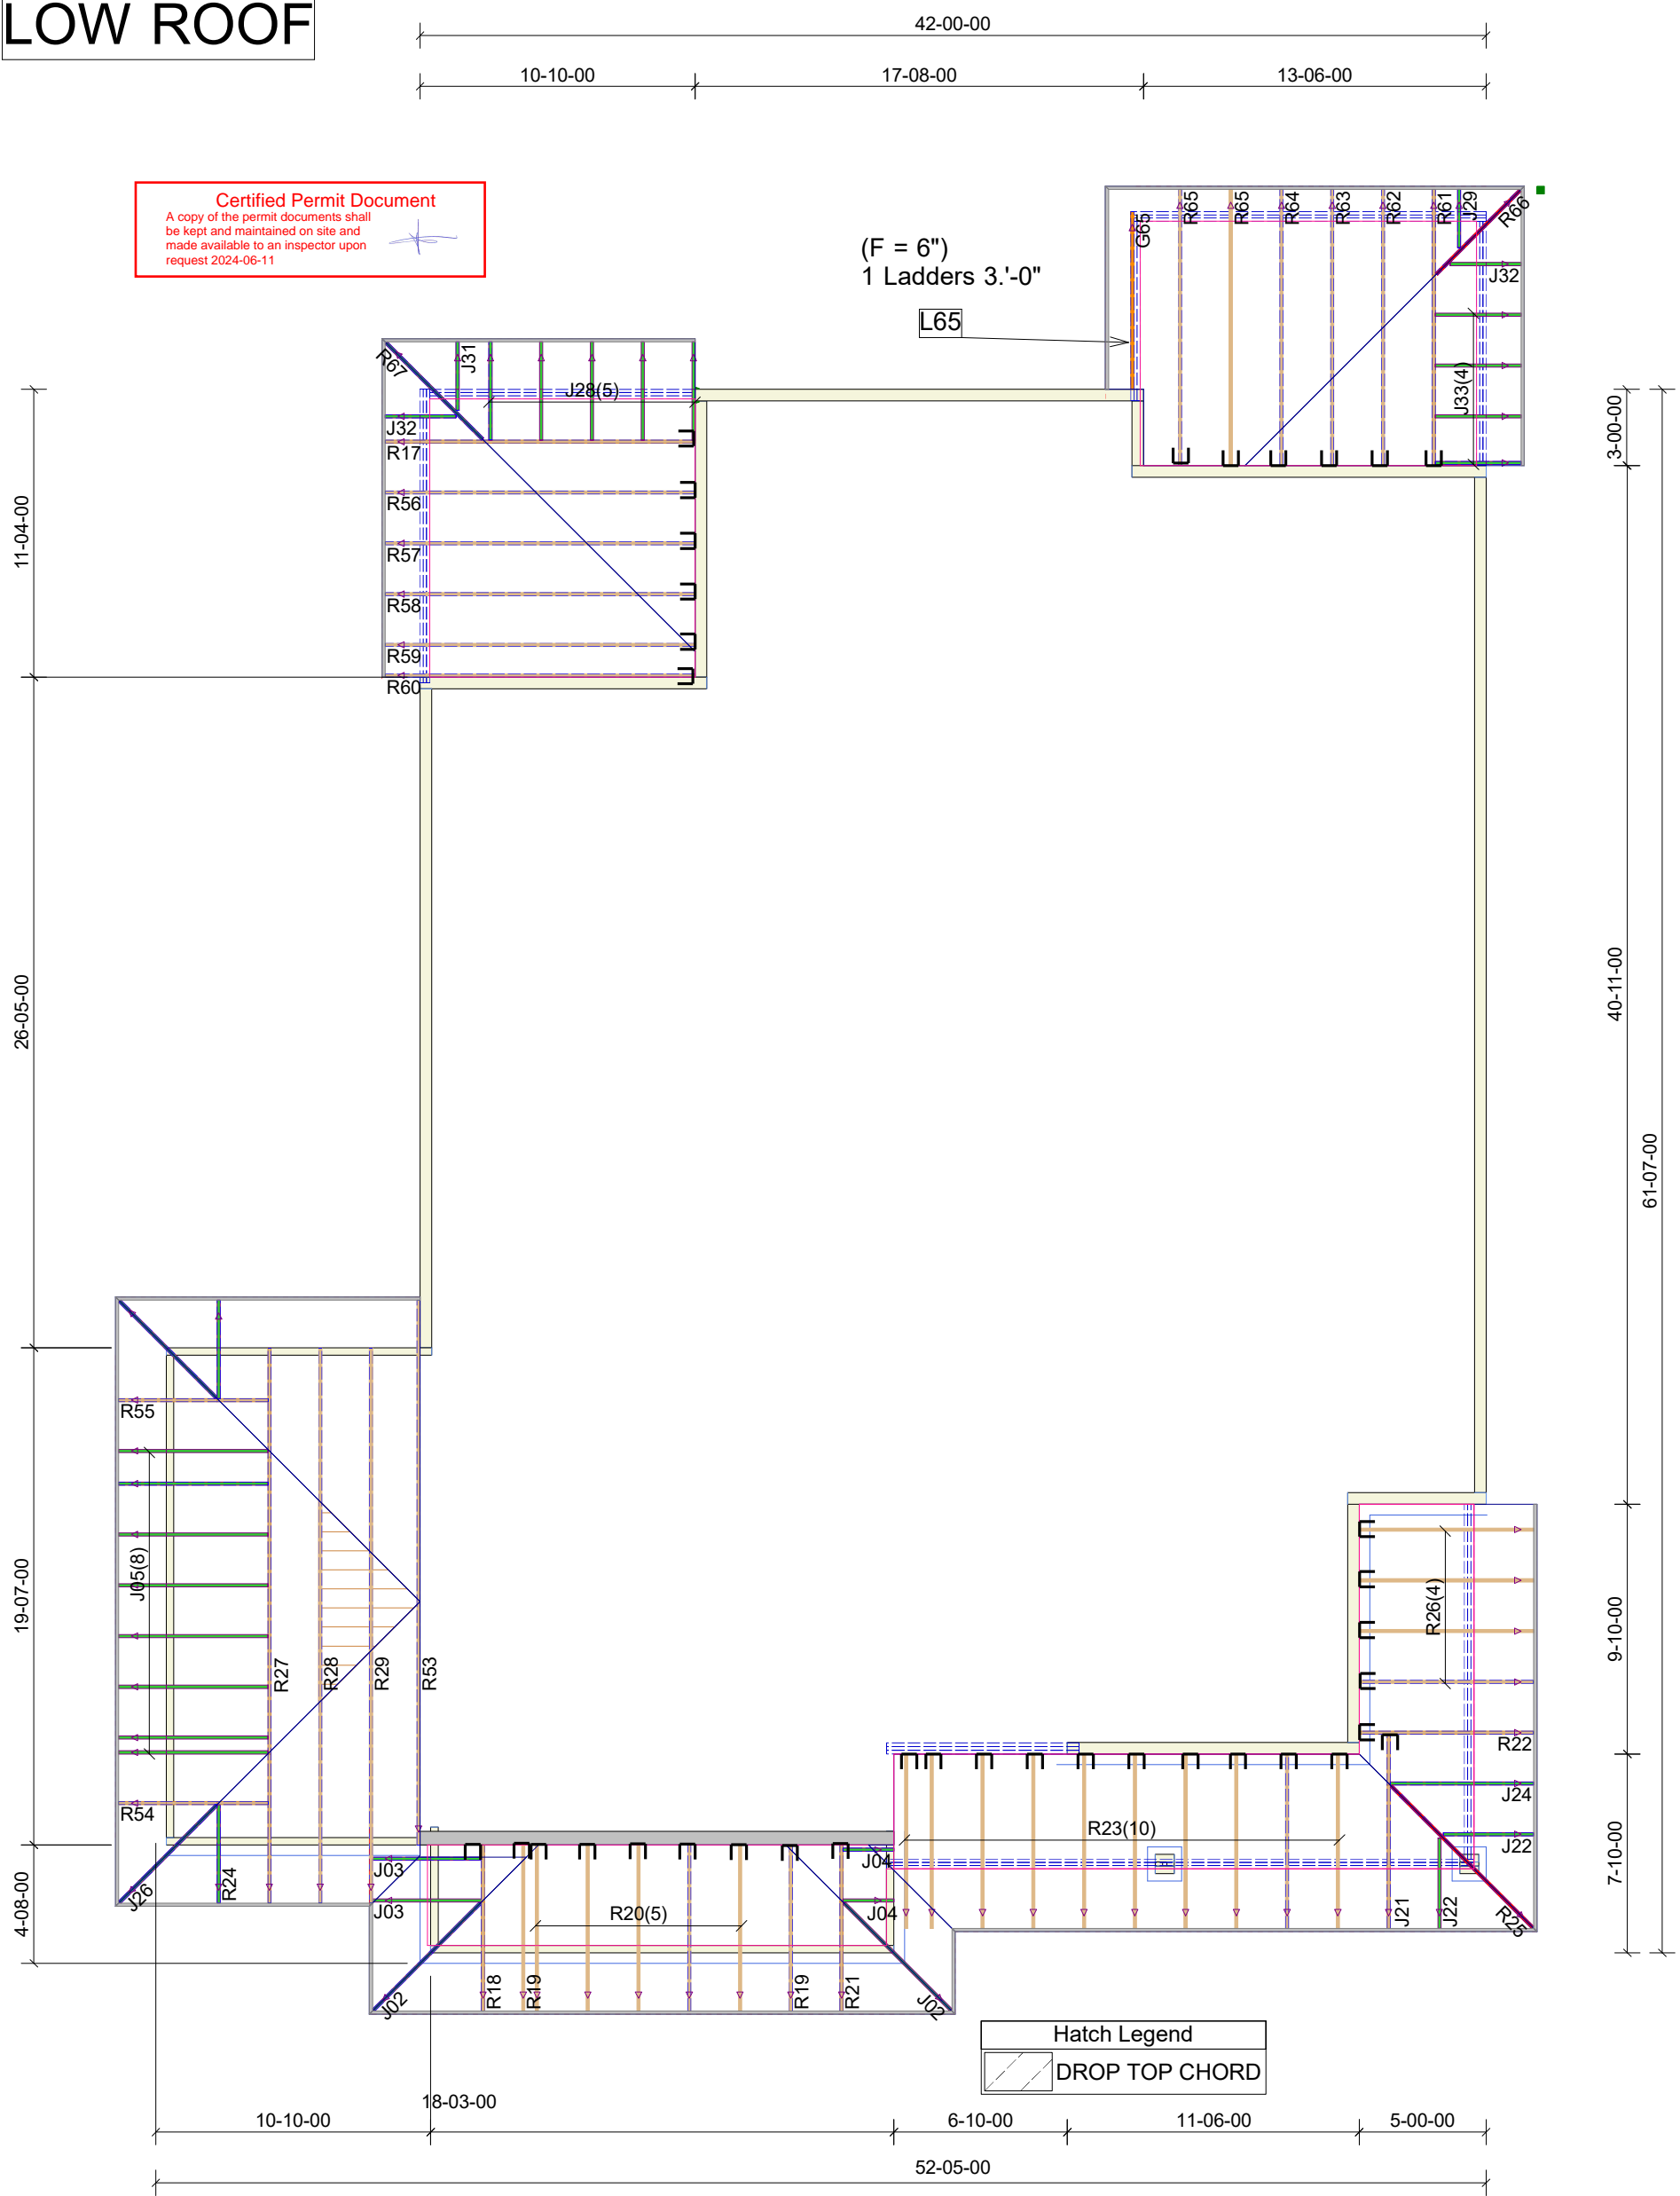 LOW ROOF
42-00-00
10-10-00
17-08-00
13-06-00
Certified Permit Document
A copy of the permit documents shall
be kept and maintained on site and
made available to an inspector upon
request 2024-06-11
(F = 6")
1 Ladders 3.'-0"
L65
G65
R65
R65
R64
R63
R62
R61
J29
R66
J32
J33(4)
R67
J31
J28(5)
J32
R17
R56
R57
R58
R59
R60
11-04-00
3-00-00
26-05-00
40-11-00
61-07-00
R55
J05(8)
R27
R28
R29
R53
R54
J26
R24
19-07-00
4-08-00
J03
J03
J04
J04
R20(5)
J02
R18
R19
R19
R21
J02
R23(10)
R26(4)
R22
J24
J22
J21
J22
R25
9-10-00
7-10-00
Hatch Legend
DROP TOP CHORD
10-10-00
18-03-00
6-10-00
11-06-00
5-00-00
52-05-00